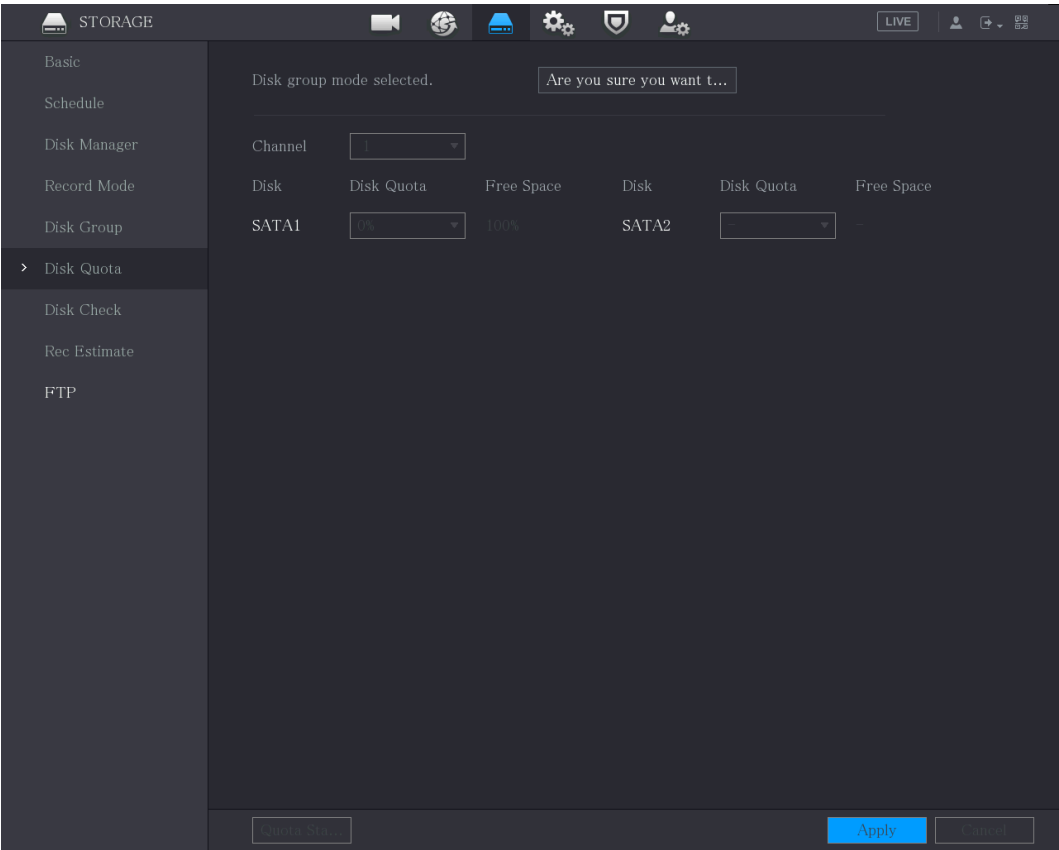 STORAGE
LIVE
Basic
Schedule
Disk Manager
Record Mode
Disk Group
Disk Quota
Disk Check
Rec Estimate
FTP
Disk group mode selected. Are you sure you want t...
Channel 1
Disk Disk Quota Free Space Disk Disk Quota Free Space
SATA1 0% 100% SATA2 - -
Quota Sta... Apply Cancel